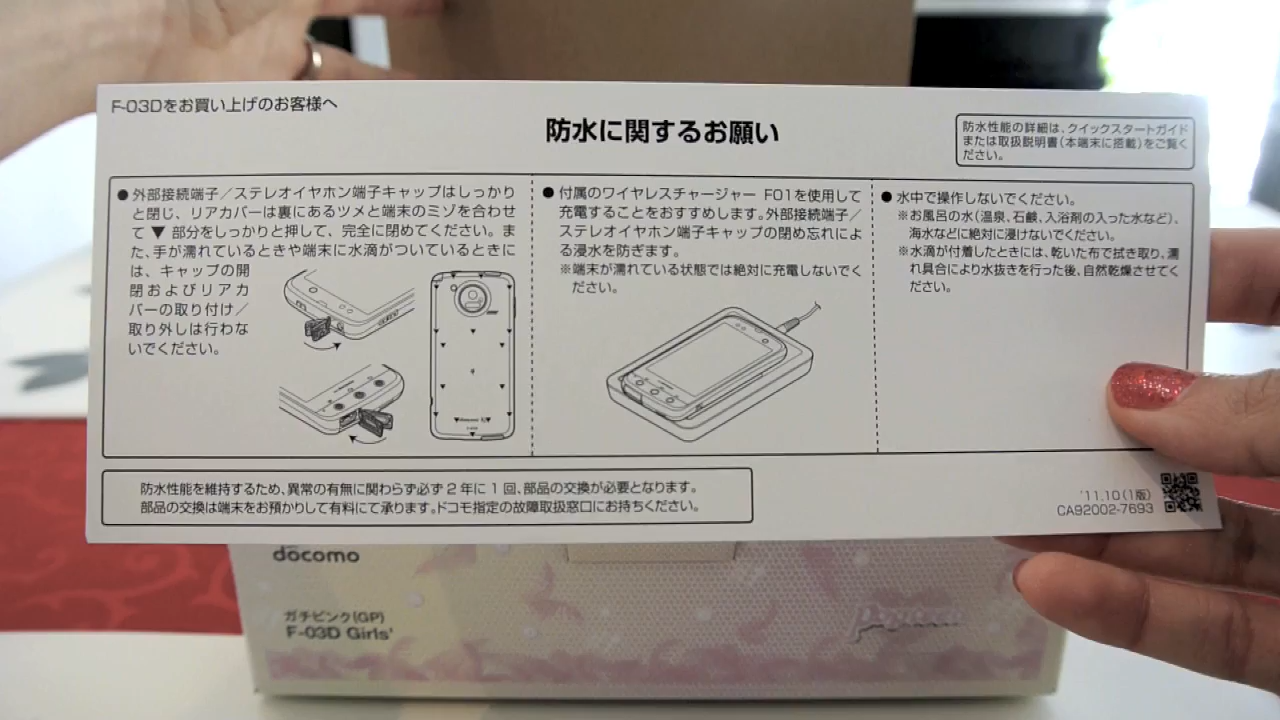 F-03Dをお買い上げのお客様へ
防水に関するお願い
防水性能の詳細は、クイックスタートガイド
または取扱説明書(本端末に搭載)をご覧く
ださい。
● 外部接続端子／ステレオイヤホン端子キャップはしっかり
と閉じ、リアカバーは裏にあるツメと端末のミゾを合わせ
て ▼ 部分をしっかりと押して、完全に閉めてください。ま
た、手が濡れているときや端末に水滴がついているときに
は、キャップの開
閉およびリアカ
バーの取り付け／
取り外しは行わな
いでください。
● 付属のワイヤレスチャージャー F01を使用して
充電することをおすすめします。外部接続端子／
ステレオイヤホン端子キャップの閉め忘れによ
る浸水を防ぎます。
※端末が濡れている状態では絶対に充電しないでく
ださい。
● 水中で操作しないでください。
※お風呂の水(温泉、石鹸、入浴剤の入った水など)、
海水などに絶対に浸けないでください。
※水滴が付着したときには、乾いた布で拭き取り、濡
れ具合により水抜きを行った後、自然乾燥させてく
ださい。
防水性能を維持するため、異常の有無に関わらず必ず2年に1回、部品の交換が必要となります。
部品の交換は端末をお預かりして有料にて承ります。ドコモ指定の故障取扱窓口にお持ちください。
'11.10(1版)
CA92002-7693
docomo
ガチピンク(GP)
F-03D Girls'